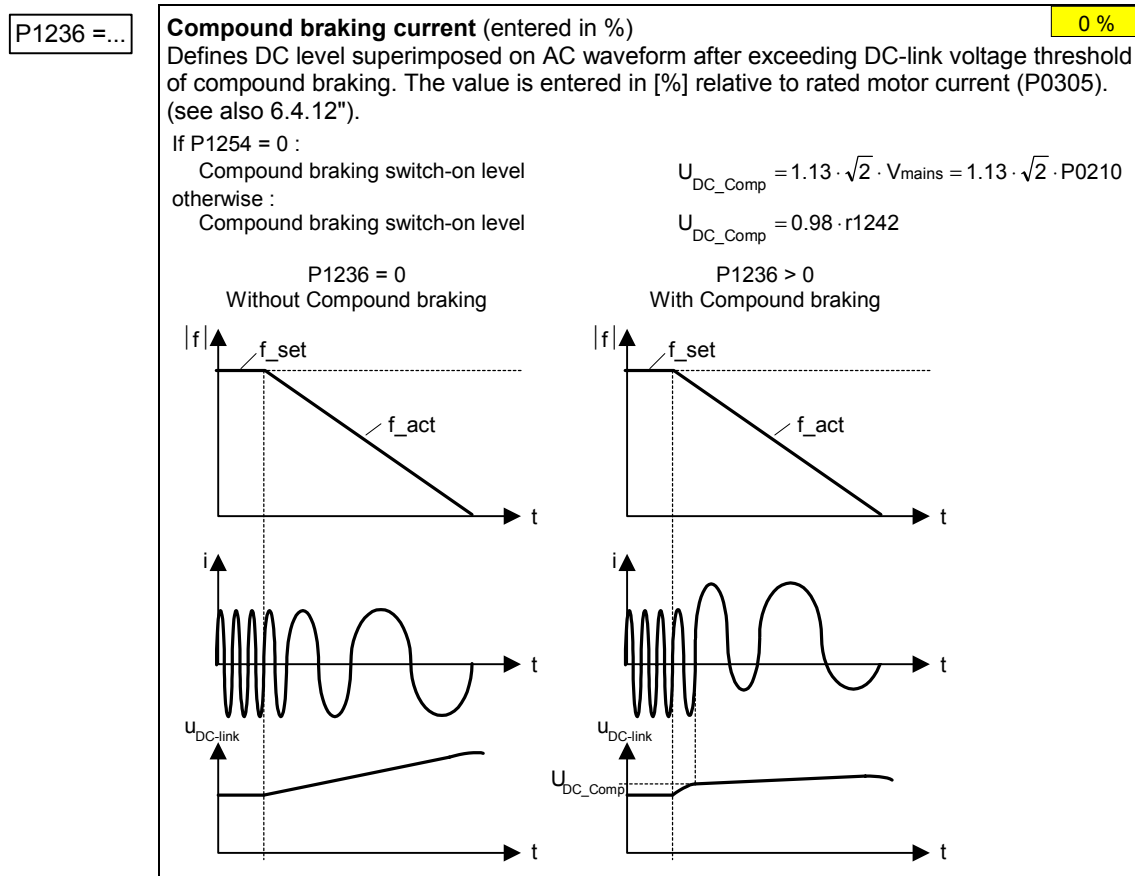 P1236 =...
Compound braking current (entered in %)
0 %
Defines DC level superimposed on AC waveform after exceeding DC-link voltage threshold
of compound braking. The value is entered in [%] relative to rated motor current (P0305).
(see also 6.4.12").
If P1254 = 0 :
Compound braking switch-on level
U_DC_Comp = 1.13 · √2 · Vmains = 1.13 · √2 · P0210
otherwise :
Compound braking switch-on level
U_DC_Comp = 0.98 · r1242
P1236 = 0
Without Compound braking
|f|
f_set
f_act
t
i
t
u_DC-link
t
P1236 > 0
With Compound braking
|f|
f_set
f_act
t
i
t
u_DC-link
U_DC_Comp
t